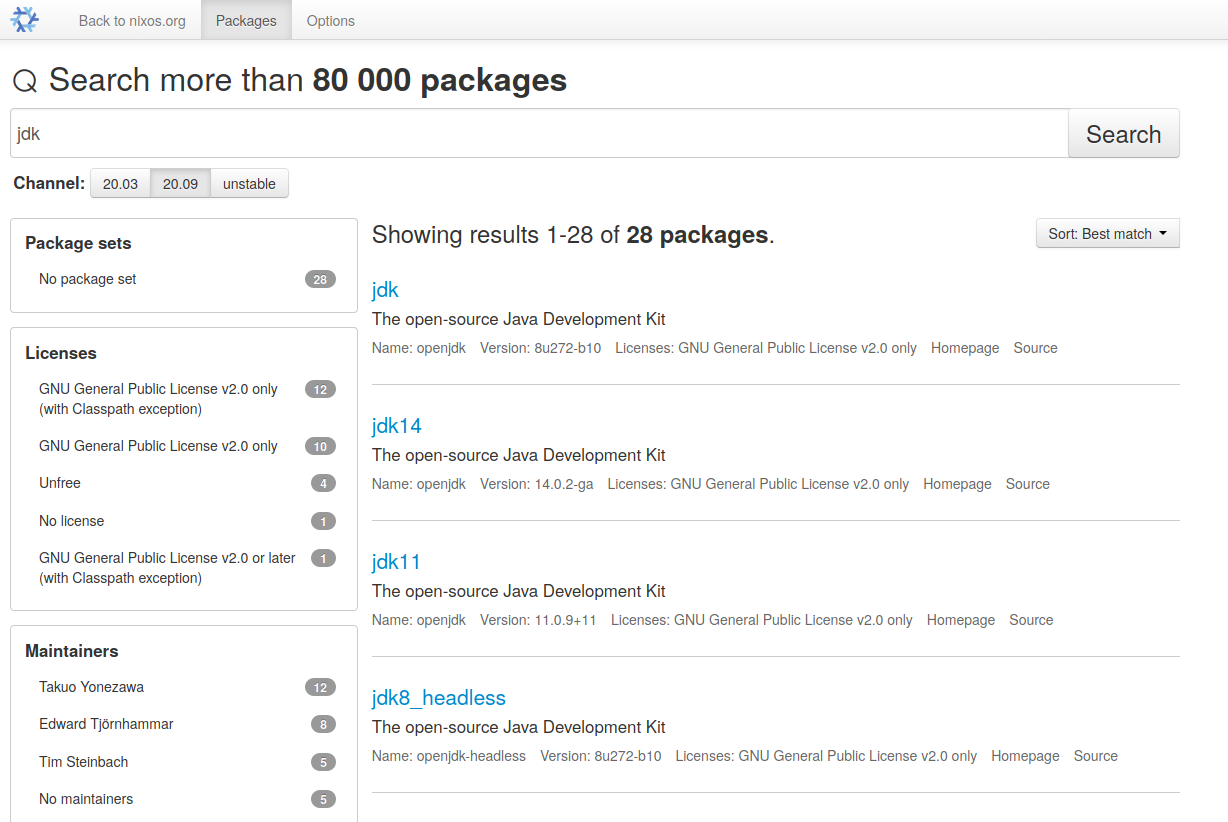 Back to nixos.org Packages Options
Search more than 80 000 packages
jdk Search
Channel: 20.03 20.09 unstable
Package sets
No package set 28
Licenses
GNU General Public License v2.0 only 12
(with Classpath exception)
GNU General Public License v2.0 only 10
Unfree 4
No license 1
GNU General Public License v2.0 or later 1
(with Classpath exception)
Maintainers
Takuo Yonezawa 12
Edward Tjörnhammar 8
Tim Steinbach 5
No maintainers 5
Showing results 1-28 of 28 packages. Sort: Best match
jdk
The open-source Java Development Kit
Name: openjdk Version: 8u272-b10 Licenses: GNU General Public License v2.0 only Homepage Source
jdk14
The open-source Java Development Kit
Name: openjdk Version: 14.0.2-ga Licenses: GNU General Public License v2.0 only Homepage Source
jdk11
The open-source Java Development Kit
Name: openjdk Version: 11.0.9+11 Licenses: GNU General Public License v2.0 only Homepage Source
jdk8_headless
The open-source Java Development Kit
Name: openjdk-headless Version: 8u272-b10 Licenses: GNU General Public License v2.0 only Homepage Source